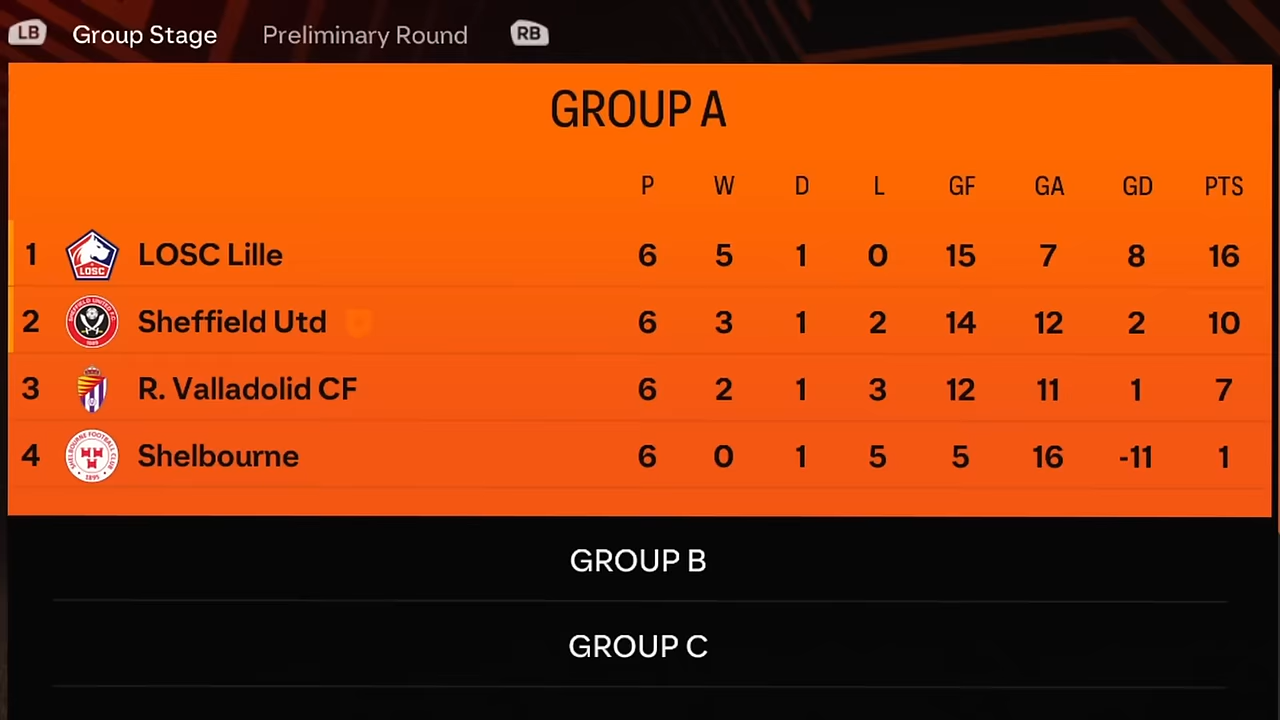 LB Group Stage Preliminary Round RB
GROUP A
P W D L GF GA GD PTS
1 LOSC LOSC Lille 6 5 1 0 15 7 8 16
2 Sheffield Utd 6 3 1 2 14 12 2 10
3 R. Valladolid CF 6 2 1 3 12 11 1 7
4 Shelbourne 6 0 1 5 5 16 -11 1
GROUP B
GROUP C